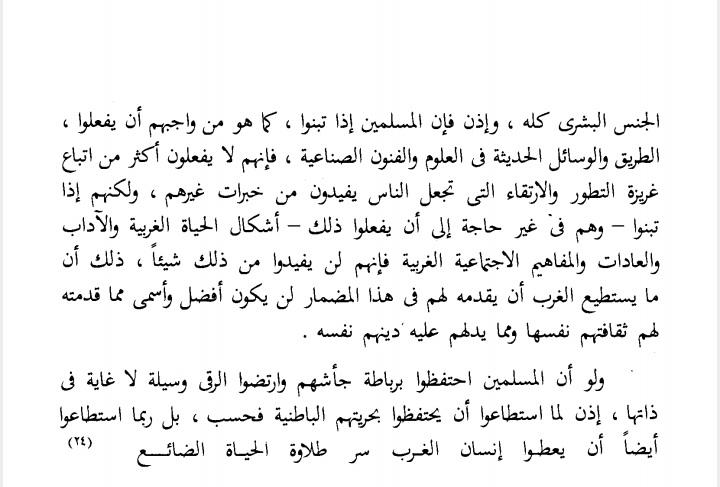 الجنس البشرى كله ، وإذن فإن المسلمين إذا تبنوا ، كما هو من واجبهم أن يفعلوا ،
الطريق والوسائل الحديثة فى العلوم والفنون الصناعية ، فإنهم لا يفعلون أكثر من اتباع
غريزة التطور والارتقاء التى تجعل الناس يفيدون من خبرات غيرهم ، ولكنهم إذا
تبنوا – وهم فى غير حاجة إلى أن يفعلوا ذلك – أشكال الحياة الغربية والآداب
والعادات والمفاهيم الاجتماعية الغربية فإنهم لن يفيدوا من ذلك شيئاً ، ذلك أن
ما يستطيع الغرب أن يقدمه لهم فى هذا المضمار لن يكون أفضل وأسمى مما قدمته
لهم ثقافتهم نفسها ومما يدلهم عليه دينهم نفسه .
ولو أن المسلمين احتفظوا برباطة جأشهم وارتضوا الرقى وسيلة لا غاية فى
ذاتها ، إذن لما استطاعوا أن يحتفظوا بحريتهم الباطنية فحسب ، بل ربما استطاعوا
أيضاً أن يعطوا إنسان الغرب سر طلاوة الحياة الضائع (٢٤)